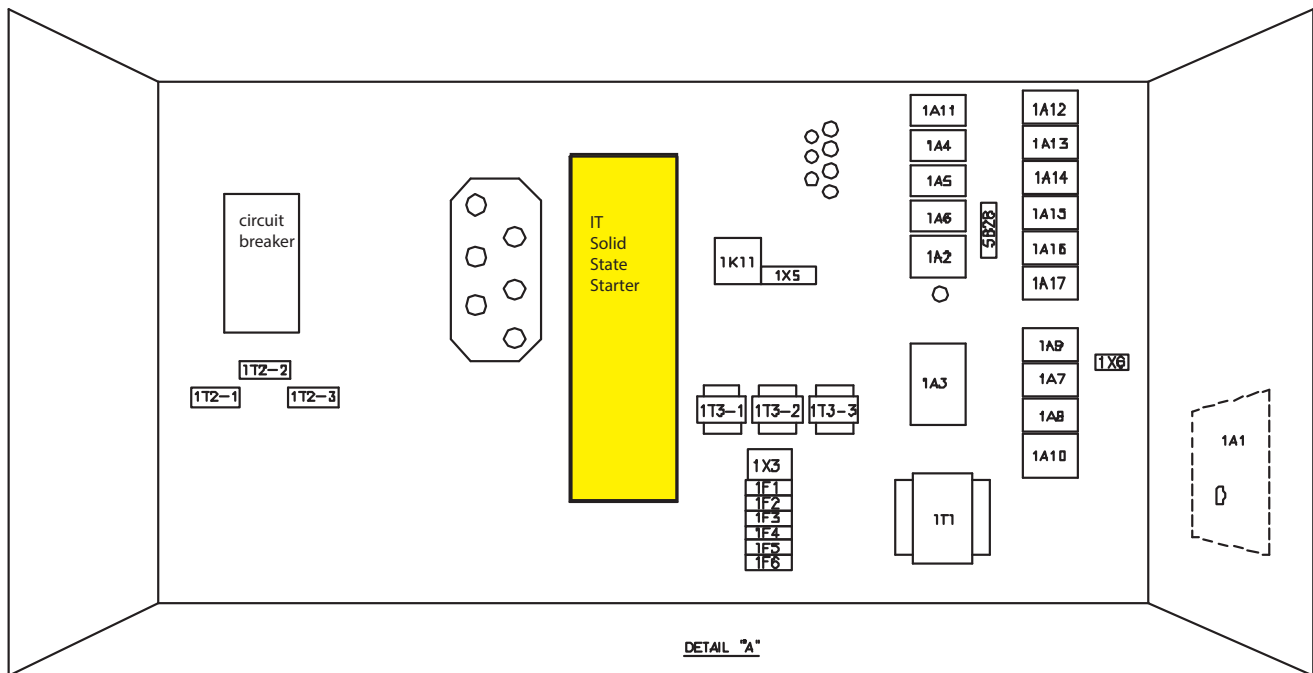 circuit
breaker
1T2-2
1T2-1
1T2-3
IT
Solid
State
Starter
1K11
1X5
1T3-1
1T3-2
1T3-3
1X3
1F1
1F2
1F3
1F4
1F5
1F6
1A11
1A4
1A5
1A6
1A2
5B2B
1A3
1T1
1A12
1A13
1A14
1A15
1A16
1A17
1A9
1A7
1A8
1A10
1X6
1A1
DETAIL "A"